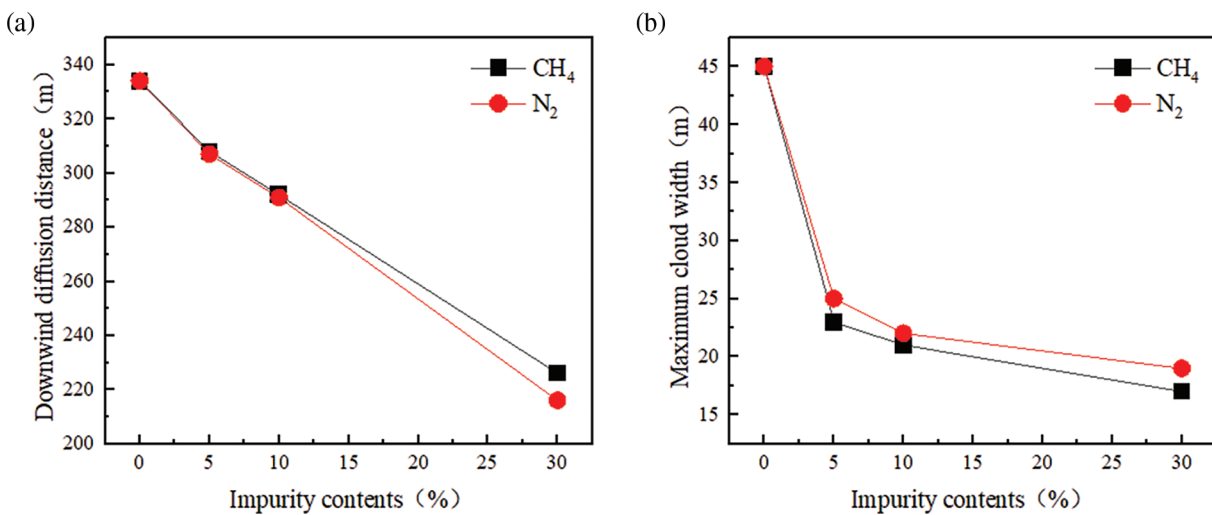 (a)
340
320
300
280
260
240
220
200
Downwind diffusion distance（m）
CH₄
N₂
0 5 10 15 20 25 30
Impurity contents（%）
(b)
45
40
35
30
25
20
15
Maximum cloud width（m）
CH₄
N₂
0 5 10 15 20 25 30
Impurity contents（%）